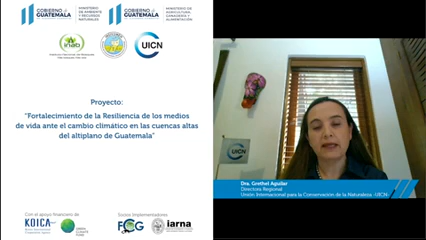 GOBIERNO de
GUATEMALA
MINISTERIO
DE AMBIENTE
Y RECURSOS
NATURALES
GOBIERNO de
GUATEMALA
MINISTERIO DE
AGRICULTURA,
GANADERÍA Y
ALIMENTACIÓN
inab
UICN
Proyecto:
"Fortalecimiento de la Resiliencia de los medios
de vida ante el cambio climático en las cuencas altas
del altiplano de Guatemala"
Con el apoyo financiero de
KOICA
GREEN
CLIMATE
FUND
Socios Implementadores
FCG
iarna
UICN
Dra. Grethel Aguilar
Directora Regional
Unión Internacional para la Conservación de la Naturaleza -UICN-